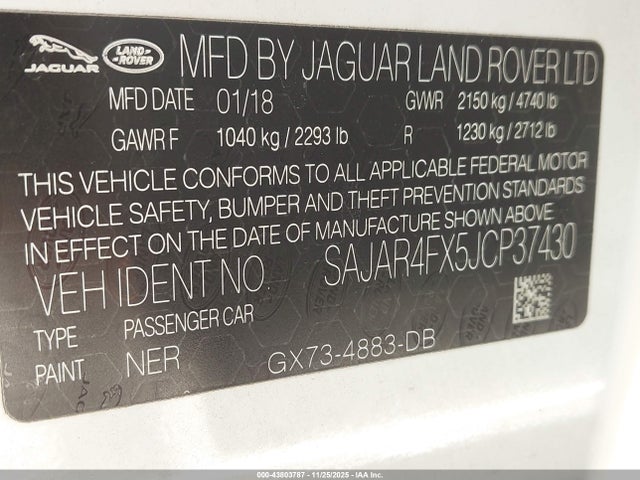 JAGUAR LAND-ROVER MFD BY JAGUAR LAND ROVER LTD
MFD DATE 01/18 GVWR 2150 kg / 4740 lb
GAWR F 1040 kg / 2293 lb R 1230 kg / 2712 lb
THIS VEHICLE CONFORMS TO ALL APPLICABLE FEDERAL MOTOR
VEHICLE SAFETY, BUMPER AND THEFT PREVENTION STANDARDS
IN EFFECT ON THE DATE OF MANUFACTURE SHOWN ABOVE
VEH IDENT NO. SAJAR4FX5JCP37430
TYPE PASSENGER CAR
PAINT NER GX73-4883-DB
000-43803787 - 11/25/2025 - IAA Inc.